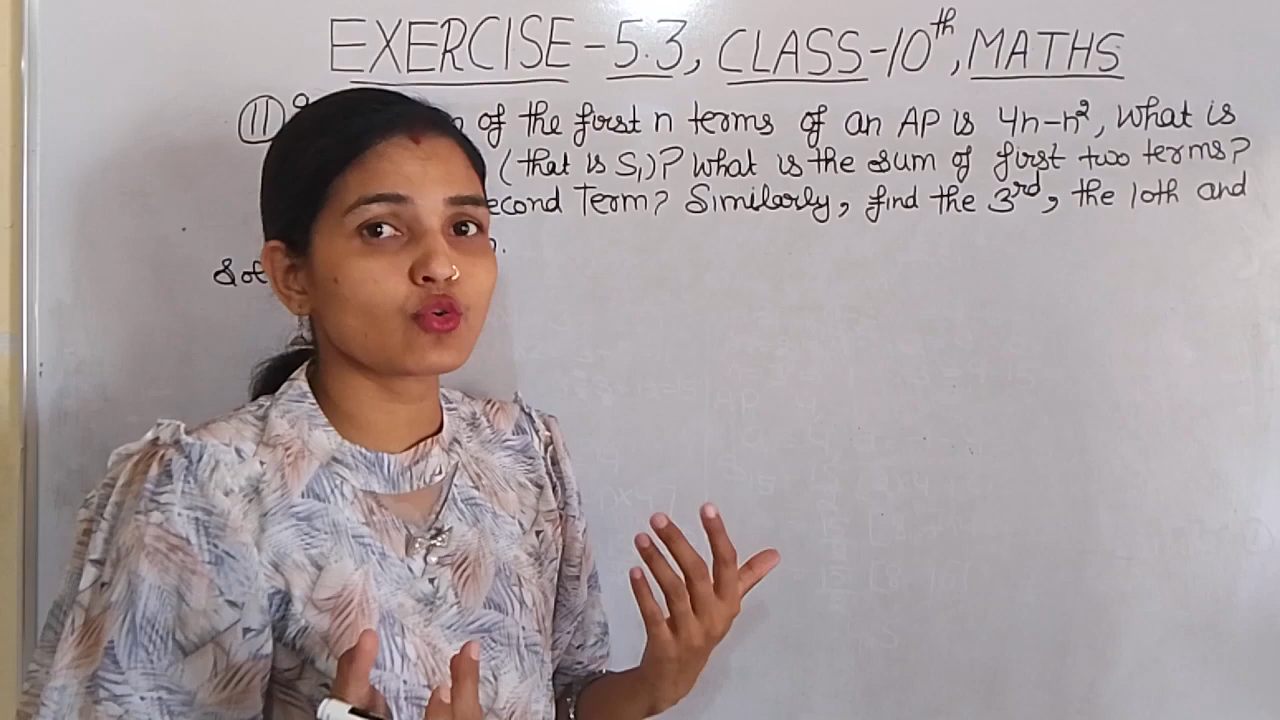 EXERCISE-5.3, CLASS-10th, MATHS
11 of the first n terms of an AP is 4n-n², What is
(that is S₁)? What is the sum of first two terms?
econd Term? Similarly, find the 3rd, the 10th and
Sol